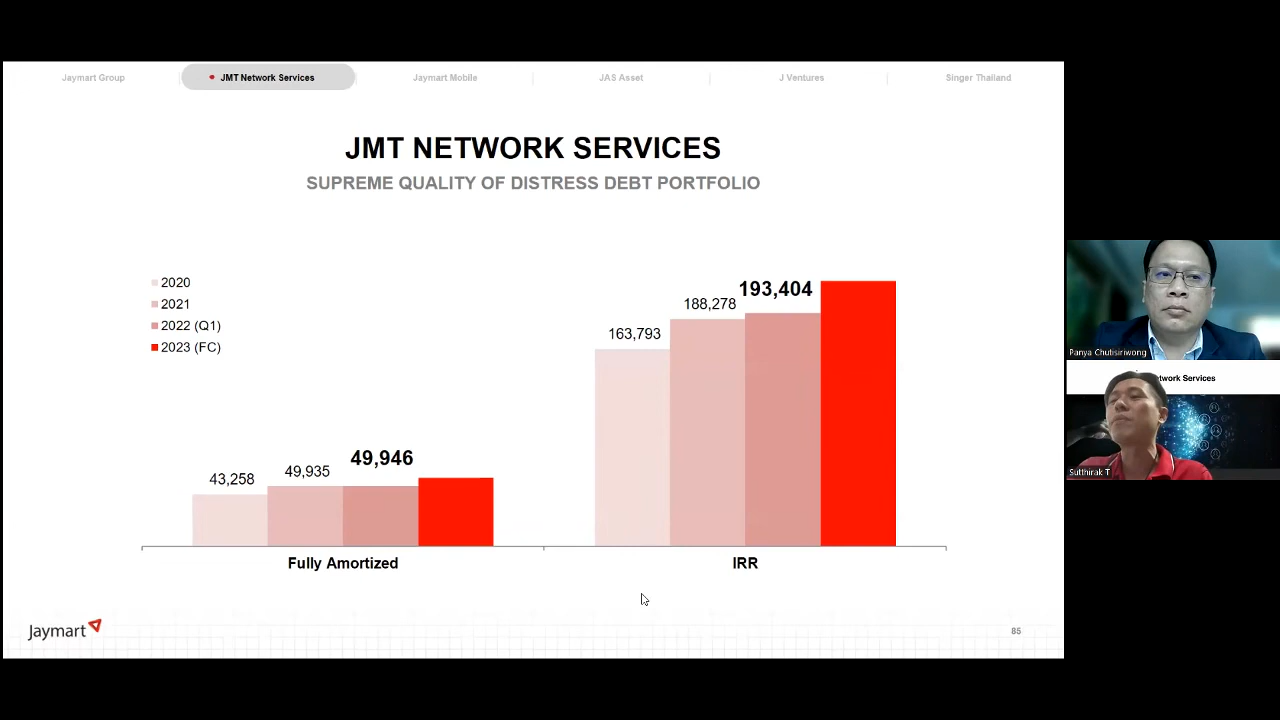 Jaymart Group
JMT Network Services
Jaymart Mobile
JAS Asset
J Ventures
Singer Thailand
JMT NETWORK SERVICES
SUPREME QUALITY OF DISTRESS DEBT PORTFOLIO
2020
2021
2022 (Q1)
2023 (FC)
43,258
49,935
49,946
163,793
188,278
193,404
Fully Amortized
IRR
Jaymart
85
Panya Chutisiriwong
Network Services
Sutthirak T